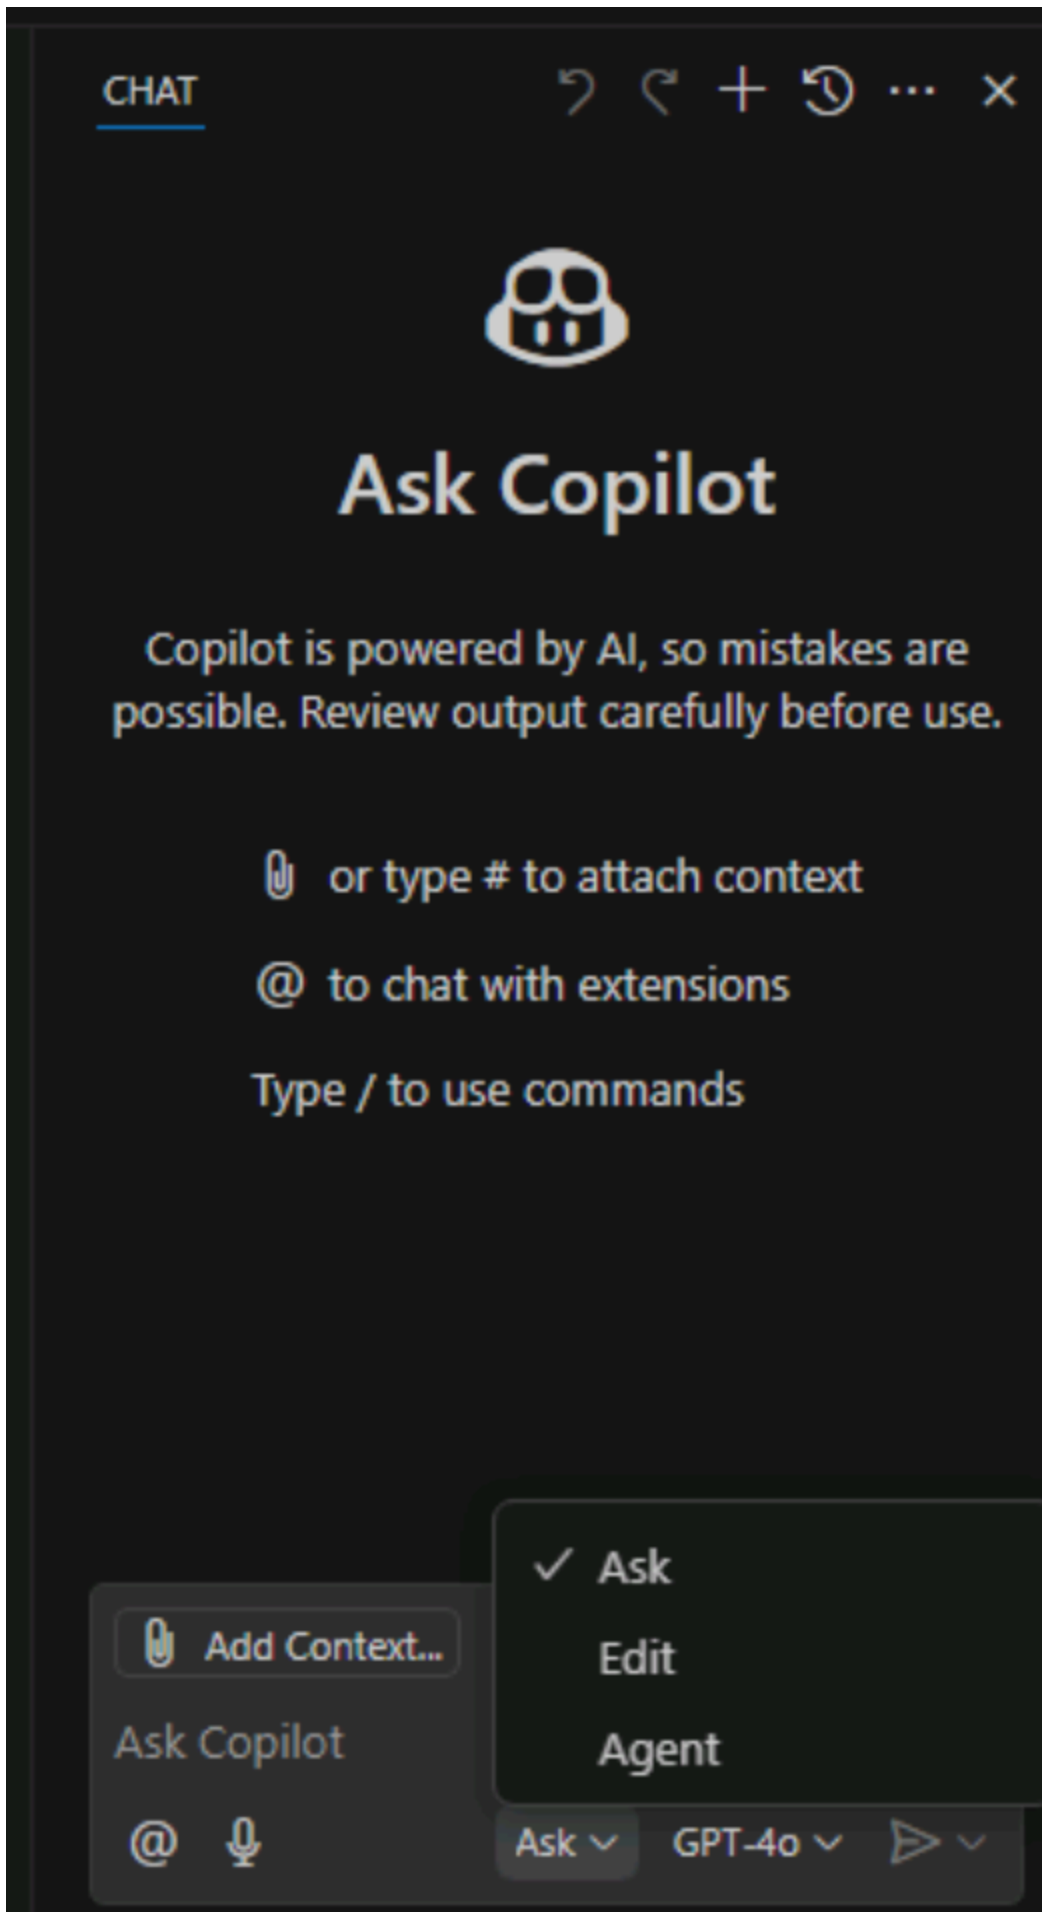 CHAT
Ask Copilot
Copilot is powered by AI, so mistakes are
possible. Review output carefully before use.
or type # to attach context
@ to chat with extensions
Type / to use commands
Ask
Edit
Agent
Add Context...
Ask Copilot
@
Ask
GPT-4o